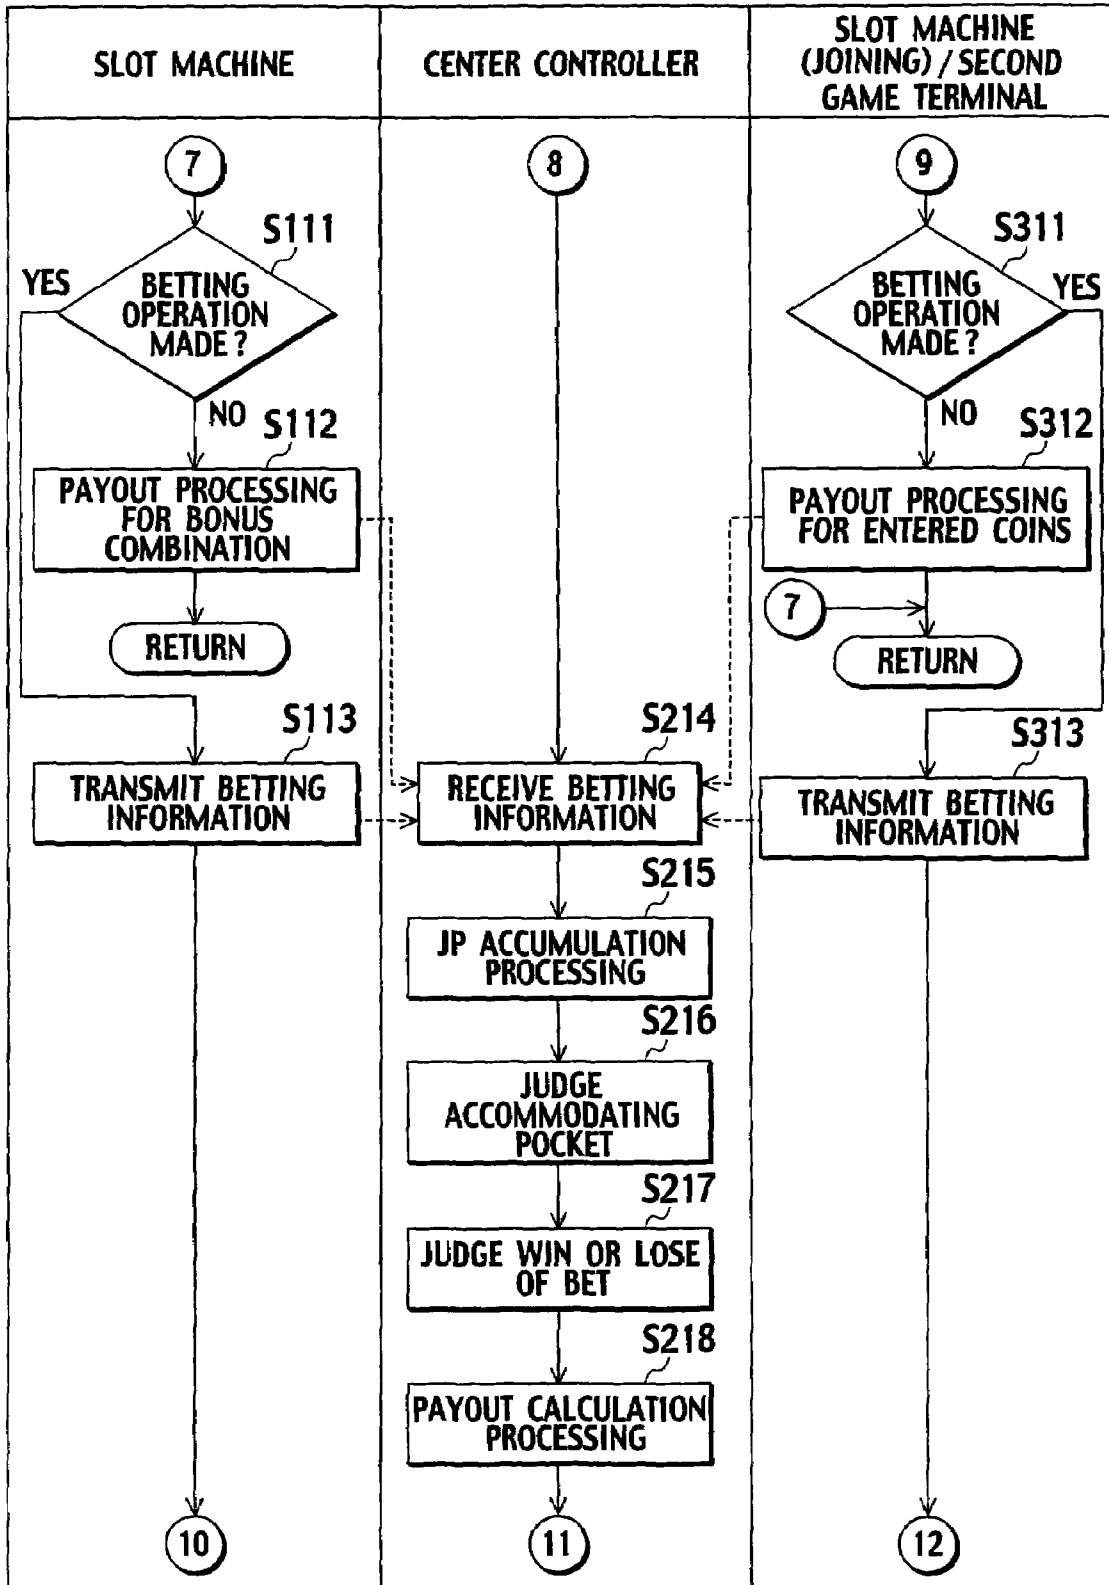 SLOT MACHINE
CENTER CONTROLLER
SLOT MACHINE
(JOINING)/SECOND
GAME TERMINAL
7
8
9
S111
YES
BETTING
OPERATION
MADE?
NO
S311
YES
BETTING
OPERATION
MADE?
NO
S112
PAYOUT PROCESSING
FOR BONUS
COMBINATION
S312
PAYOUT PROCESSING
FOR ENTERED COINS
RETURN
7
RETURN
S113
TRANSMIT BETTING
INFORMATION
S214
RECEIVE BETTING
INFORMATION
S313
TRANSMIT BETTING
INFORMATION
S215
JP ACCUMULATION
PROCESSING
S216
JUDGE
ACCOMMODATING
POCKET
S217
JUDGE WIN OR LOSE
OF BET
S218
PAYOUT CALCULATION
PROCESSING
10
11
12